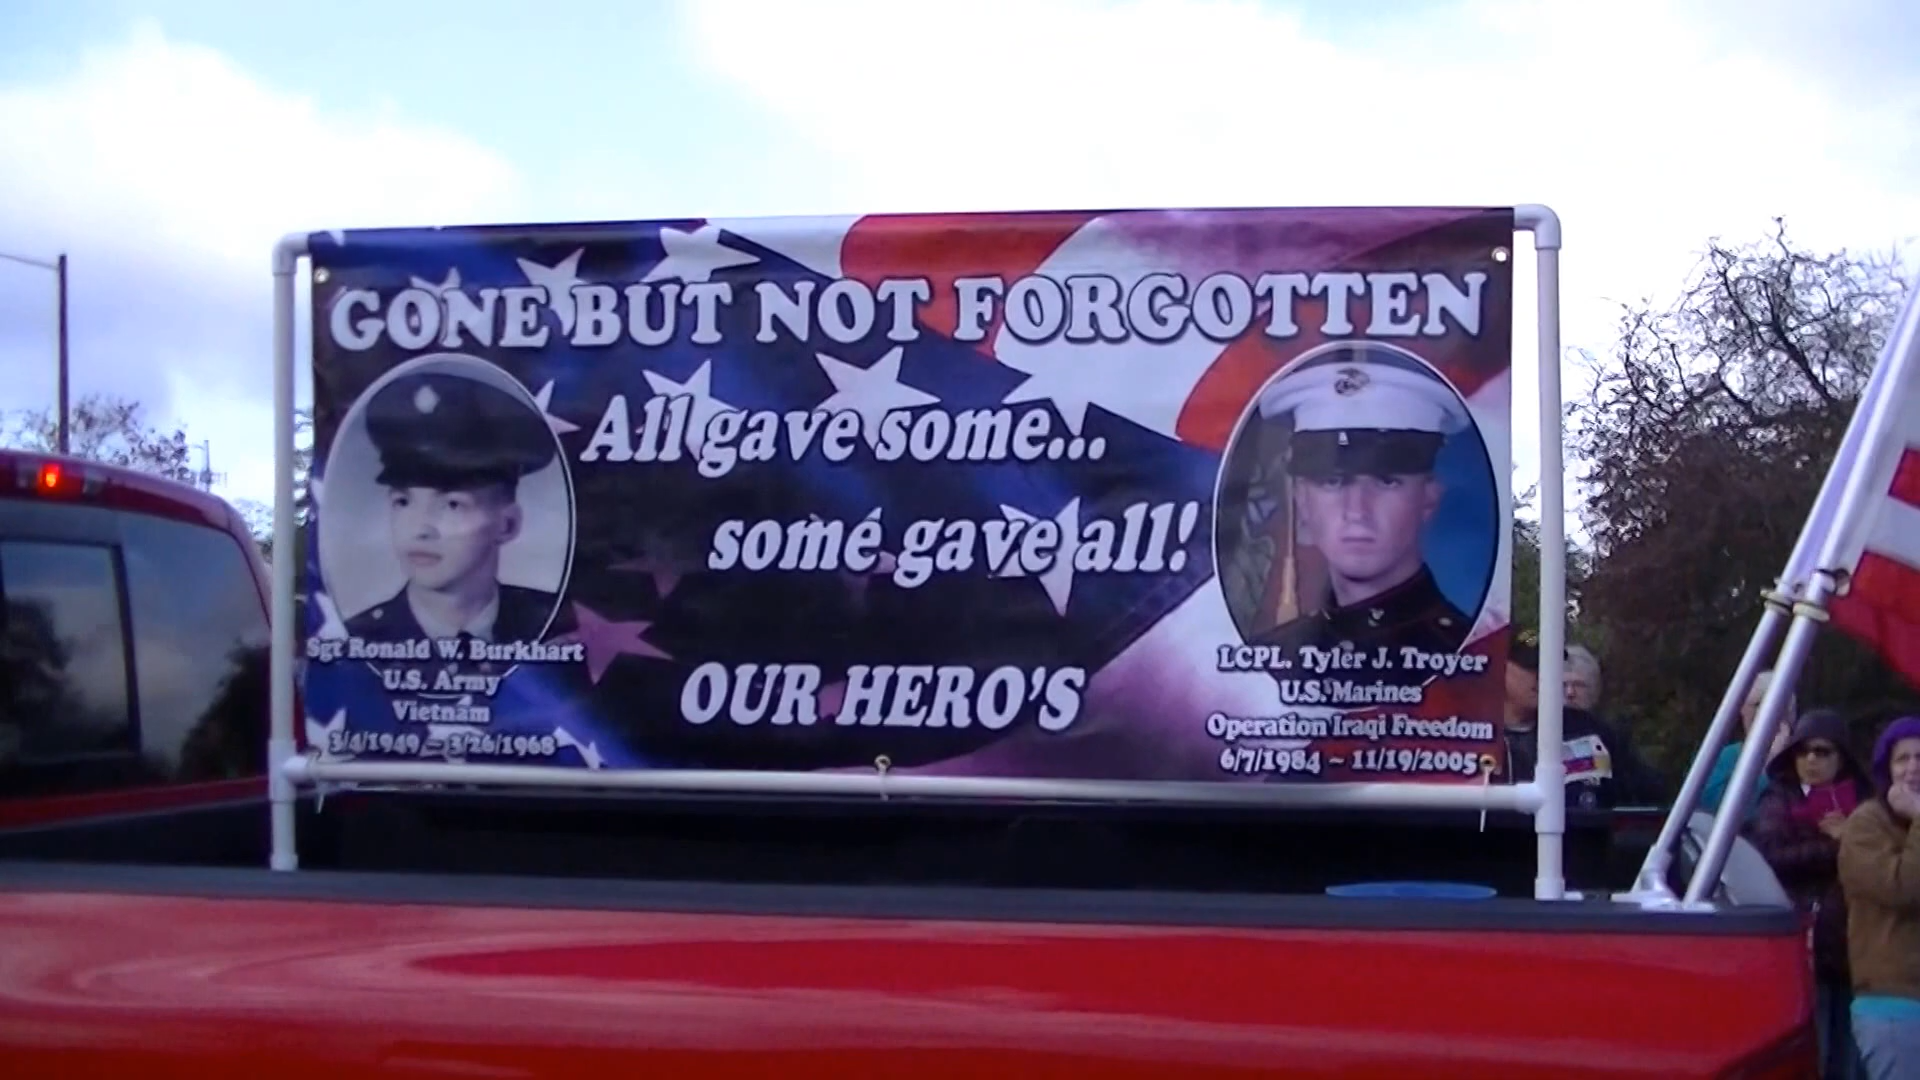 GONE BUT NOT FORGOTTEN
All gave some...
some gave all!
OUR HERO'S
Sgt Ronald W. Burkhart
U.S. Army
Vietnam
3/4/1949 ~ 3/26/1968
LCPL. Tyler J. Troyer
U.S. Marines
Operation Iraqi Freedom
6/7/1984 ~ 11/19/2005